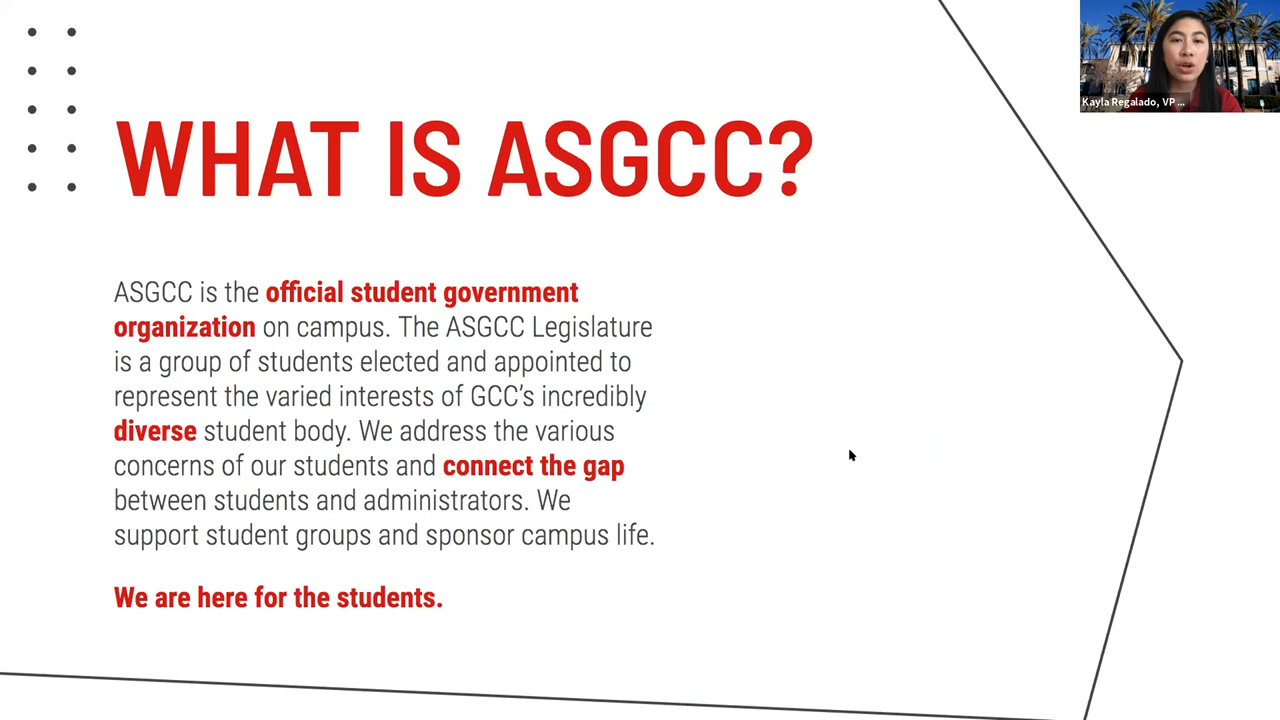 WHAT IS ASGCC?
Kayla Regalado, VP ...
ASGCC is the official student government
organization on campus. The ASGCC Legislature
is a group of students elected and appointed to
represent the varied interests of GCC's incredibly
diverse student body. We address the various
concerns of our students and connect the gap
between students and administrators. We
support student groups and sponsor campus life.
We are here for the students.